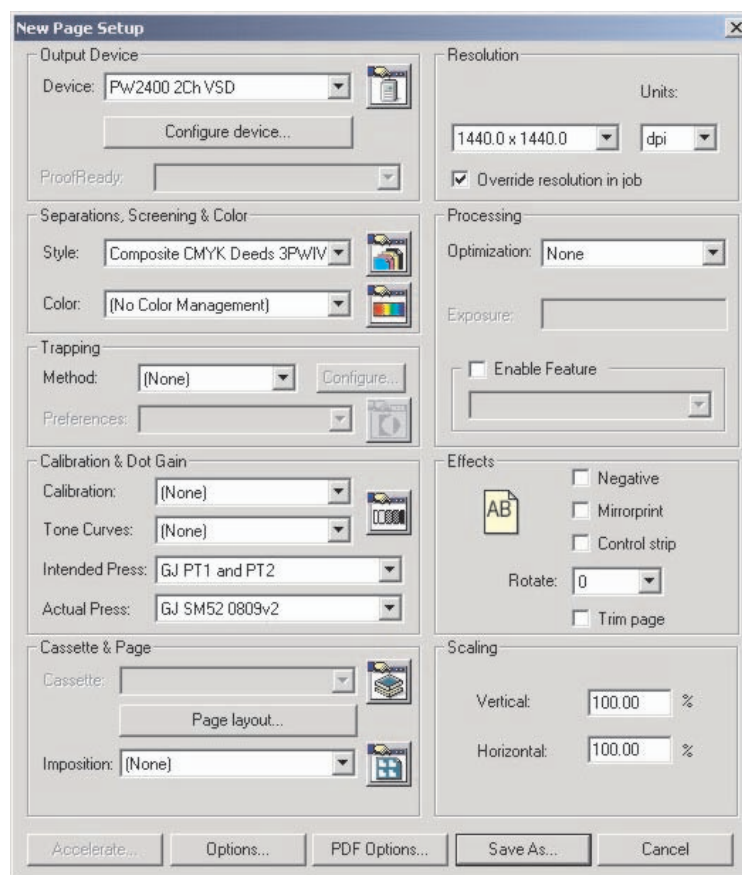 New Page Setup
Output Device
Device: PW2400 2Ch VSD
Configure device...
ProofReady:
Resolution
Units:
1440.0 x 1440.0 dpi
Override resolution in job
Separations, Screening & Color
Style: Composite CMYK Deeds 3PWIV
Color: (No Color Management)
Processing
Optimization: None
Exposure:
Enable Feature
Trapping
Method: (None) Configure...
Preferences:
Calibration & Dot Gain
Calibration: (None)
Tone Curves: (None)
Intended Press: GJ PT1 and PT2
Actual Press: GJ SM52 0809v2
Effects
AB
Negative
Mirrorprint
Control strip
Rotate: 0
Trim page
Cassette & Page
Cassette:
Page layout...
Imposition: (None)
Scaling
Vertical: 100.00 %
Horizontal: 100.00 %
Accelerate... Options... PDF Options... Save As... Cancel